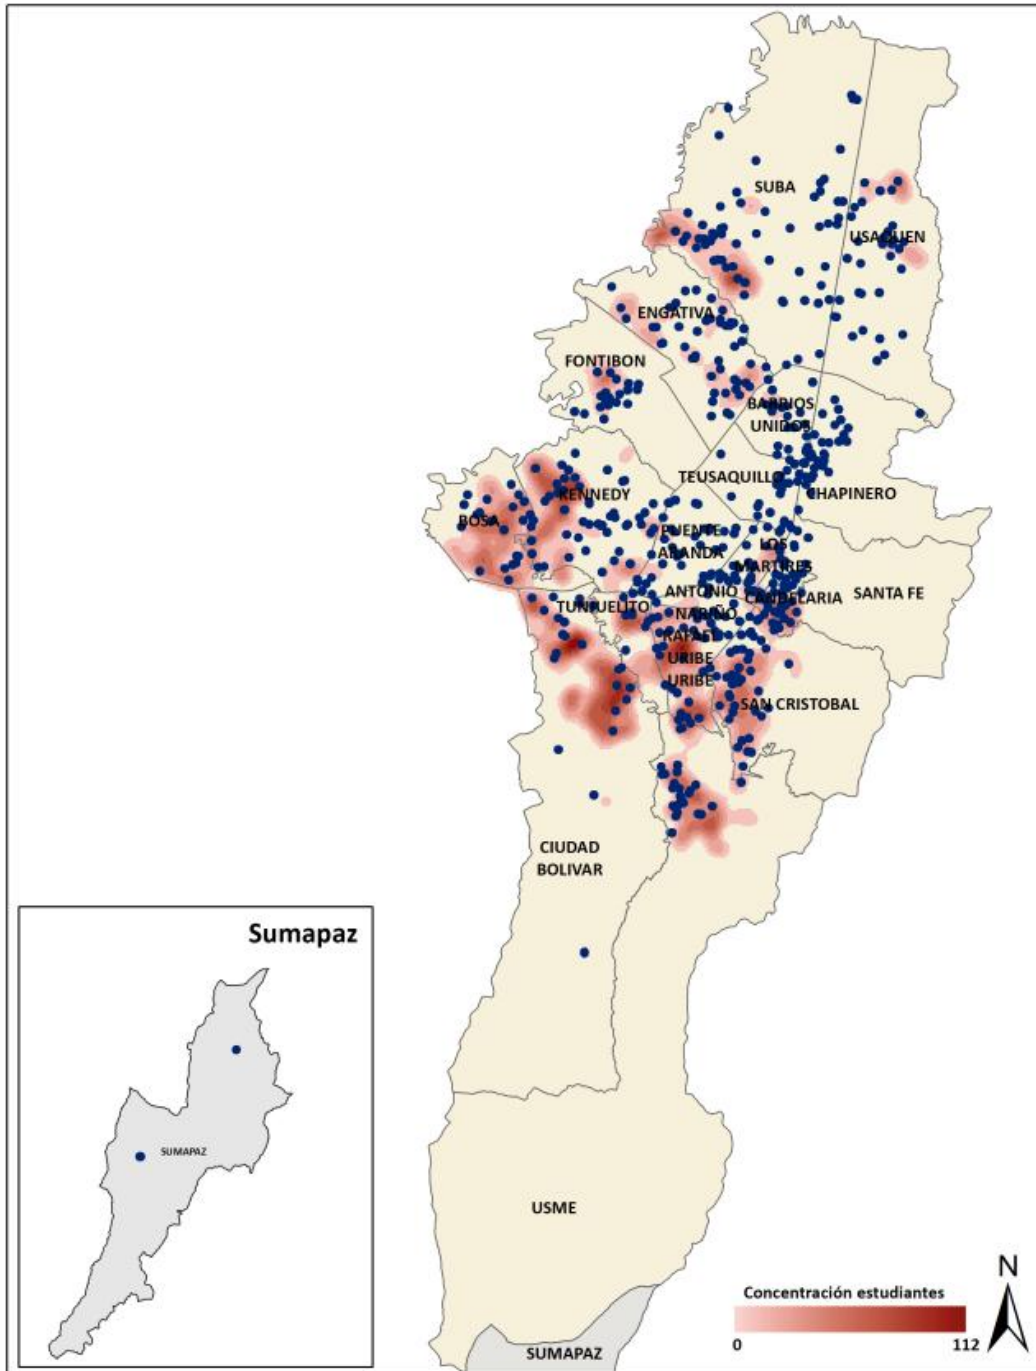 SUBA
USAQUEN
ENGATIVA
FONTIBON
BARRIOS
UNIDOS
TEUSAQUILLO
CHAPINERO
KENNEDY
BOSA
PUENTE
ARANDA
LOS
MARTIRES
ANTONIO
NARIÑO
CANDELARIA
SANTA FE
TUNJUELITO
RAFAEL
URIBE
URIBE
SAN CRISTOBAL
CIUDAD
BOLIVAR
Sumapaz
SUMAPAZ
USME
N
Concentración estudiantes
0
112
SUMAPAZ